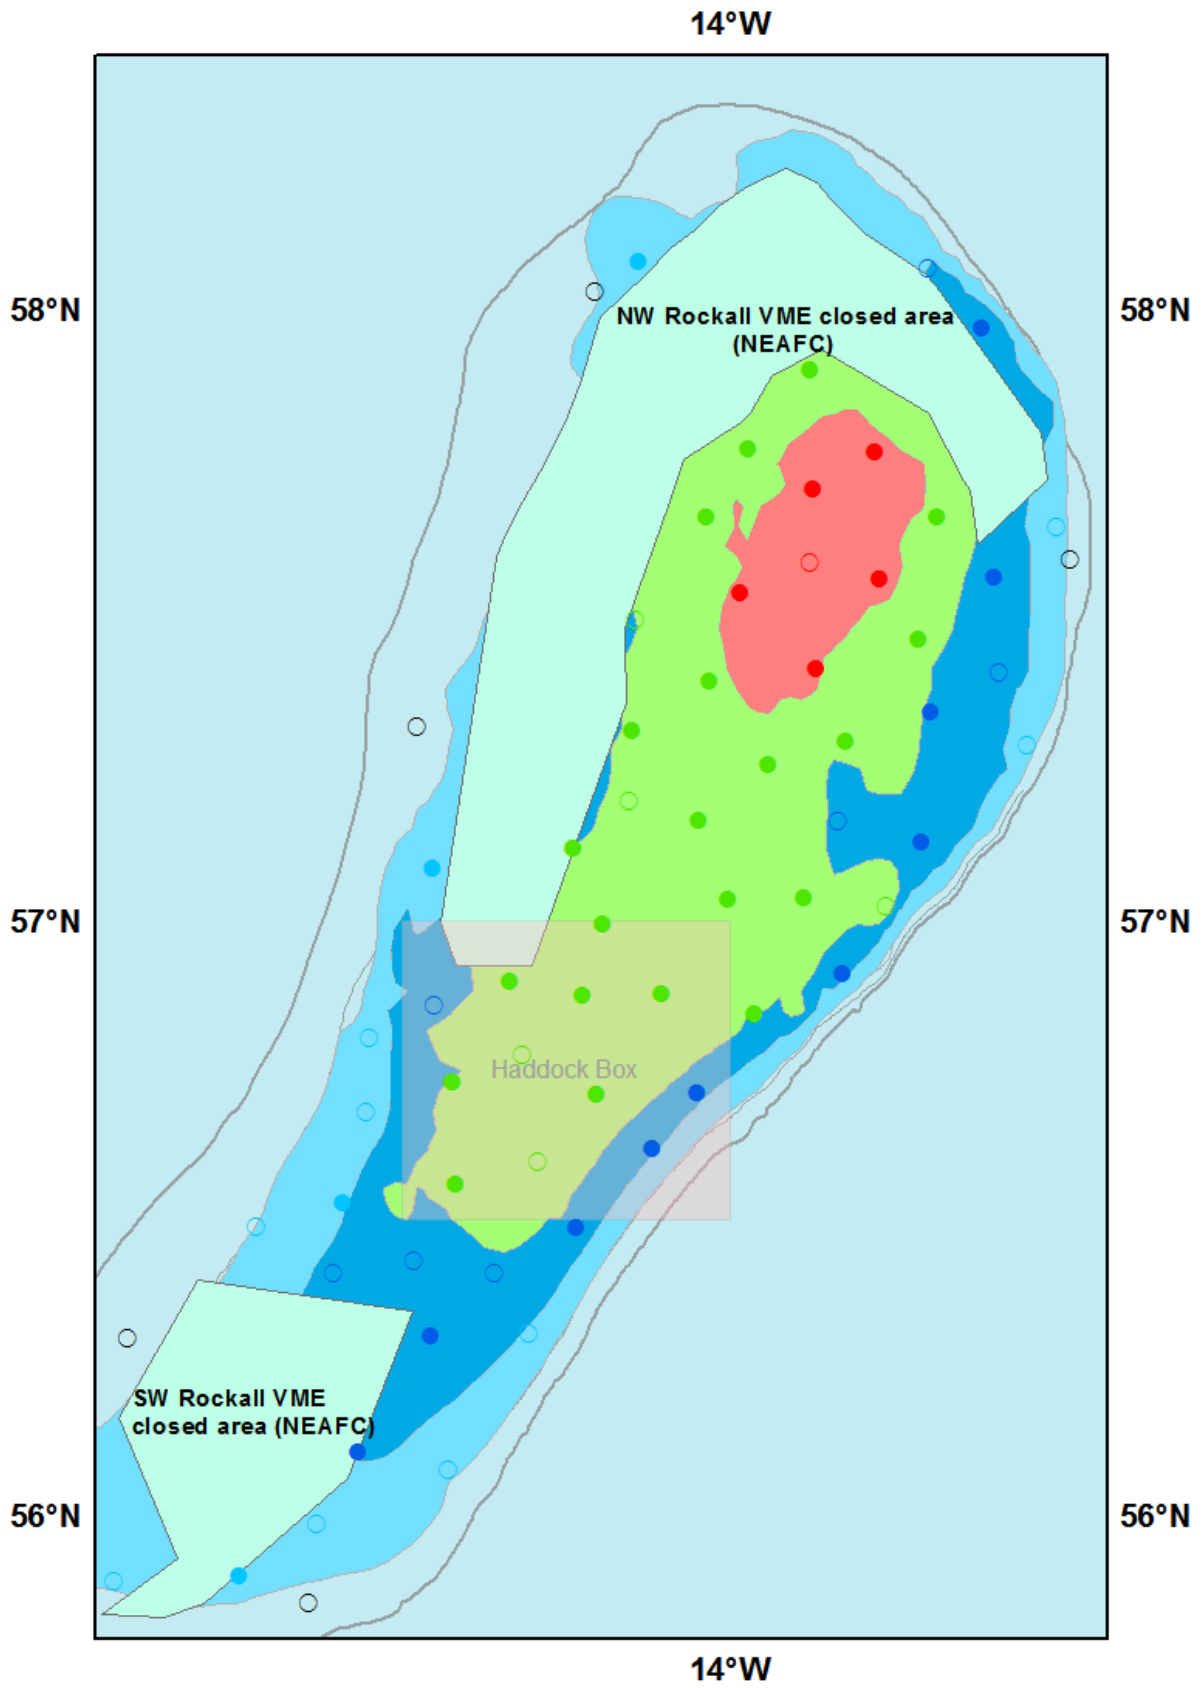 14°W
58°N
58°N
NW Rockall VME closed area
(NEAFC)
57°N
57°N
Haddock Box
SW Rockall VME
closed area (NEAFC)
56°N
56°N
14°W